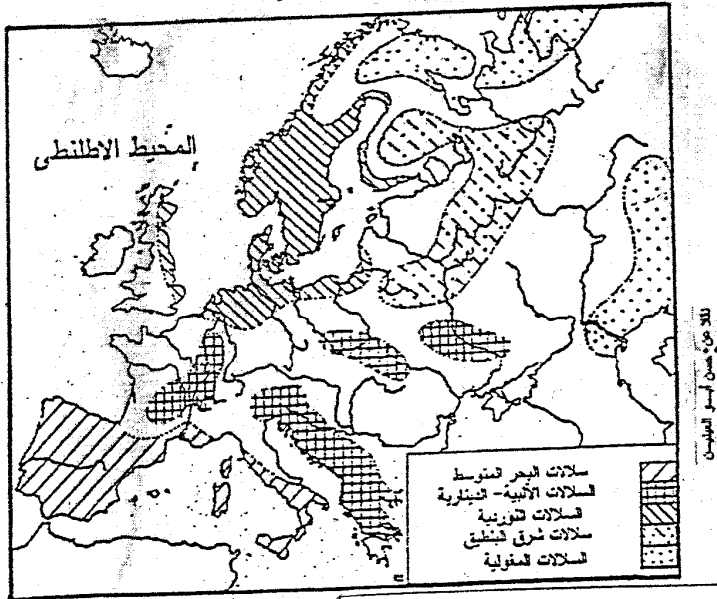 المحيط الاطلنطى
سلالات البحر المتوسط
السلالات الألبية - الدينارية
السلالات النوردية
سلالات شرق البلطيق
السلالات المغولية
نقلا عن حسن أبو العينين